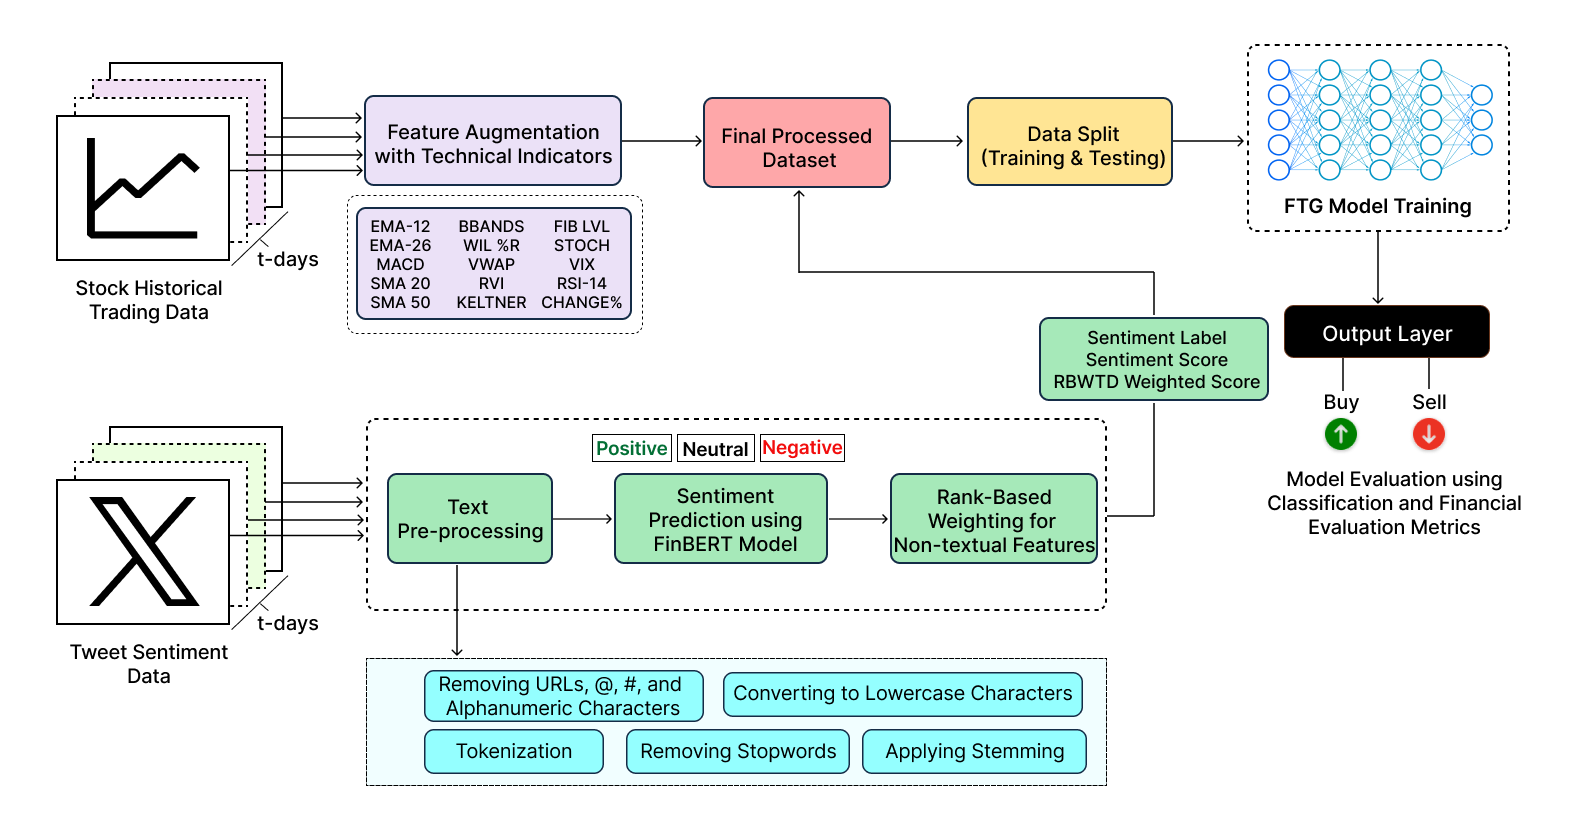 Feature Augmentation
with Technical Indicators
Final Processed
Dataset
Data Split
(Training & Testing)
FTG Model Training
t-days
Stock Historical
Trading Data
EMA-12 BBANDS FIB LVL
EMA-26 WIL %R STOCH
MACD VWAP VIX
SMA 20 RVI RSI-14
SMA 50 KELTNER CHANGE%
Sentiment Label
Sentiment Score
RBWTD Weighted Score
Output Layer
Buy Sell
Model Evaluation using
Classification and Financial
Evaluation Metrics
Positive Neutral Negative
Text
Pre-processing
Sentiment
Prediction using
FinBERT Model
Rank-Based
Weighting for
Non-textual Features
t-days
Tweet Sentiment
Data
Removing URLs, @, #, and
Alphanumeric Characters
Converting to Lowercase Characters
Tokenization
Removing Stopwords
Applying Stemming